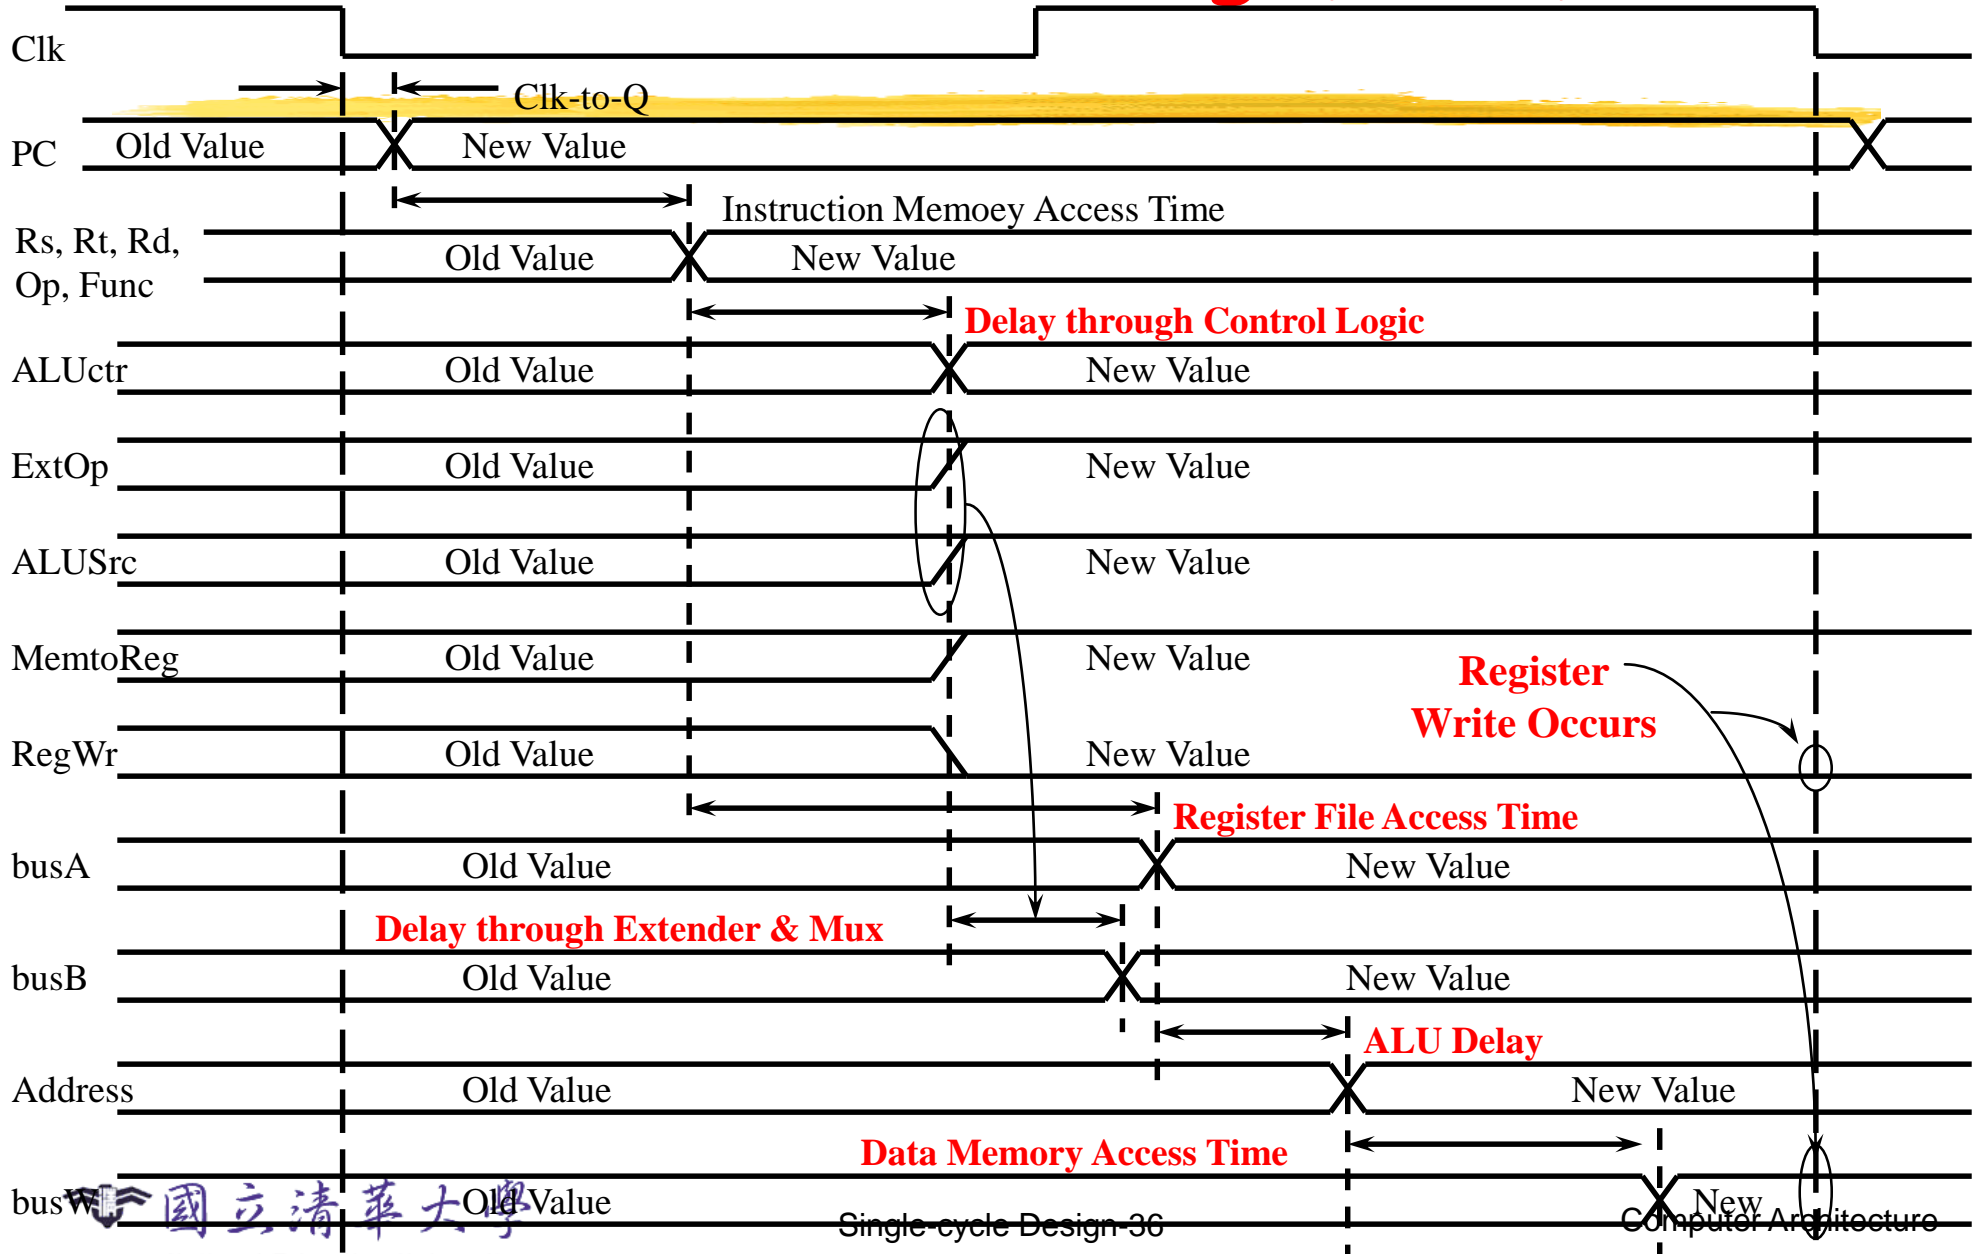 Clk
Clk-to-Q
PC
Old Value
New Value
Instruction Memoey Access Time
Rs, Rt, Rd,
Op, Func
Old Value
New Value
Delay through Control Logic
ALUctr
Old Value
New Value
ExtOp
Old Value
New Value
ALUSrc
Old Value
New Value
MemtoReg
Old Value
New Value
Register
Write Occurs
RegWr
Old Value
New Value
Register File Access Time
busA
Old Value
New Value
Delay through Extender & Mux
busB
Old Value
New Value
ALU Delay
Address
Old Value
New Value
Data Memory Access Time
busW
Old Value
New
國立清華大學
Single-cycle Design-36
Computer Architecture